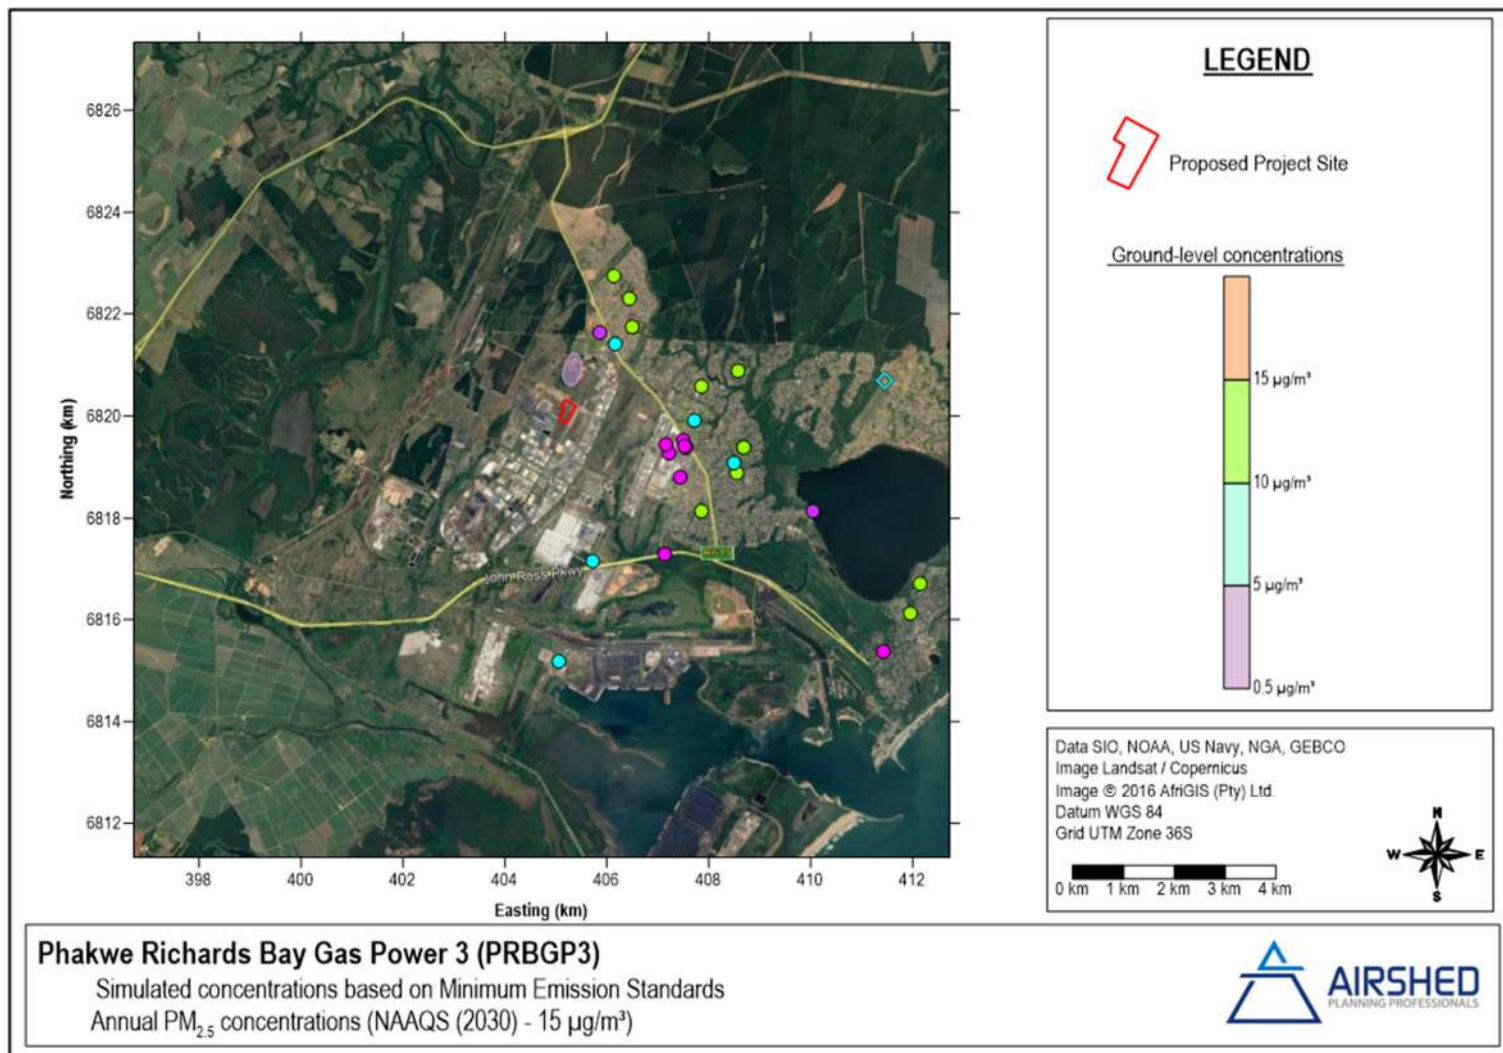 LEGEND
Proposed Project Site
Ground-level concentrations
15 µg/m³
10 µg/m³
5 µg/m³
0.5 µg/m³
6826
6824
6822
6820
6818
6816
6814
6812
Northing (km)
John Ross Pkwy
398 400 402 404 406 408 410 412
Easting (km)
Data SIO, NOAA, US Navy, NGA, GEBCO
Image Landsat / Copernicus
Image © 2016 AfriGIS (Pty) Ltd.
Datum WGS 84
Grid UTM Zone 36S
N
W E
S
0 km 1 km 2 km 3 km 4 km
Phakwe Richards Bay Gas Power 3 (PRBGP3)
Simulated concentrations based on Minimum Emission Standards
Annual PM2.5 concentrations (NAAQS (2030) - 15 µg/m³)
AIRSHED
PLANNING PROFESSIONALS